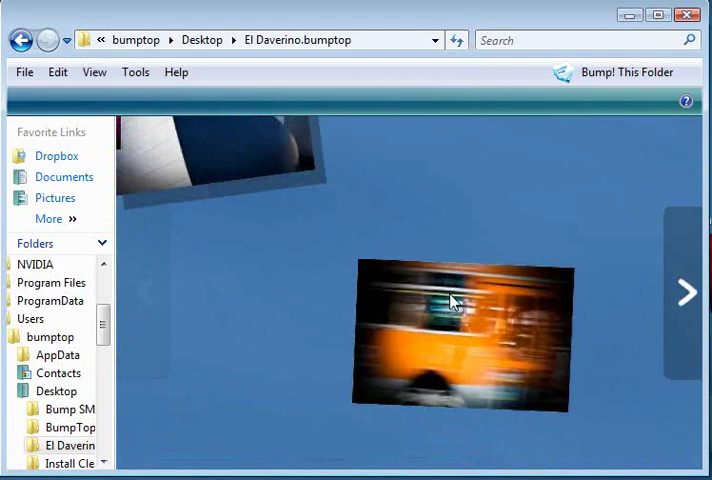 « bumptop ▸ Desktop ▸ El Daverino.bumptop
Search
File Edit View Tools Help
Bump! This Folder
Favorite Links
Dropbox
Documents
Pictures
More »
Folders
NVIDIA
Program Files
ProgramData
Users
bumptop
AppData
Contacts
Desktop
Bump SM
BumpTop
El Daverin
Install Cle